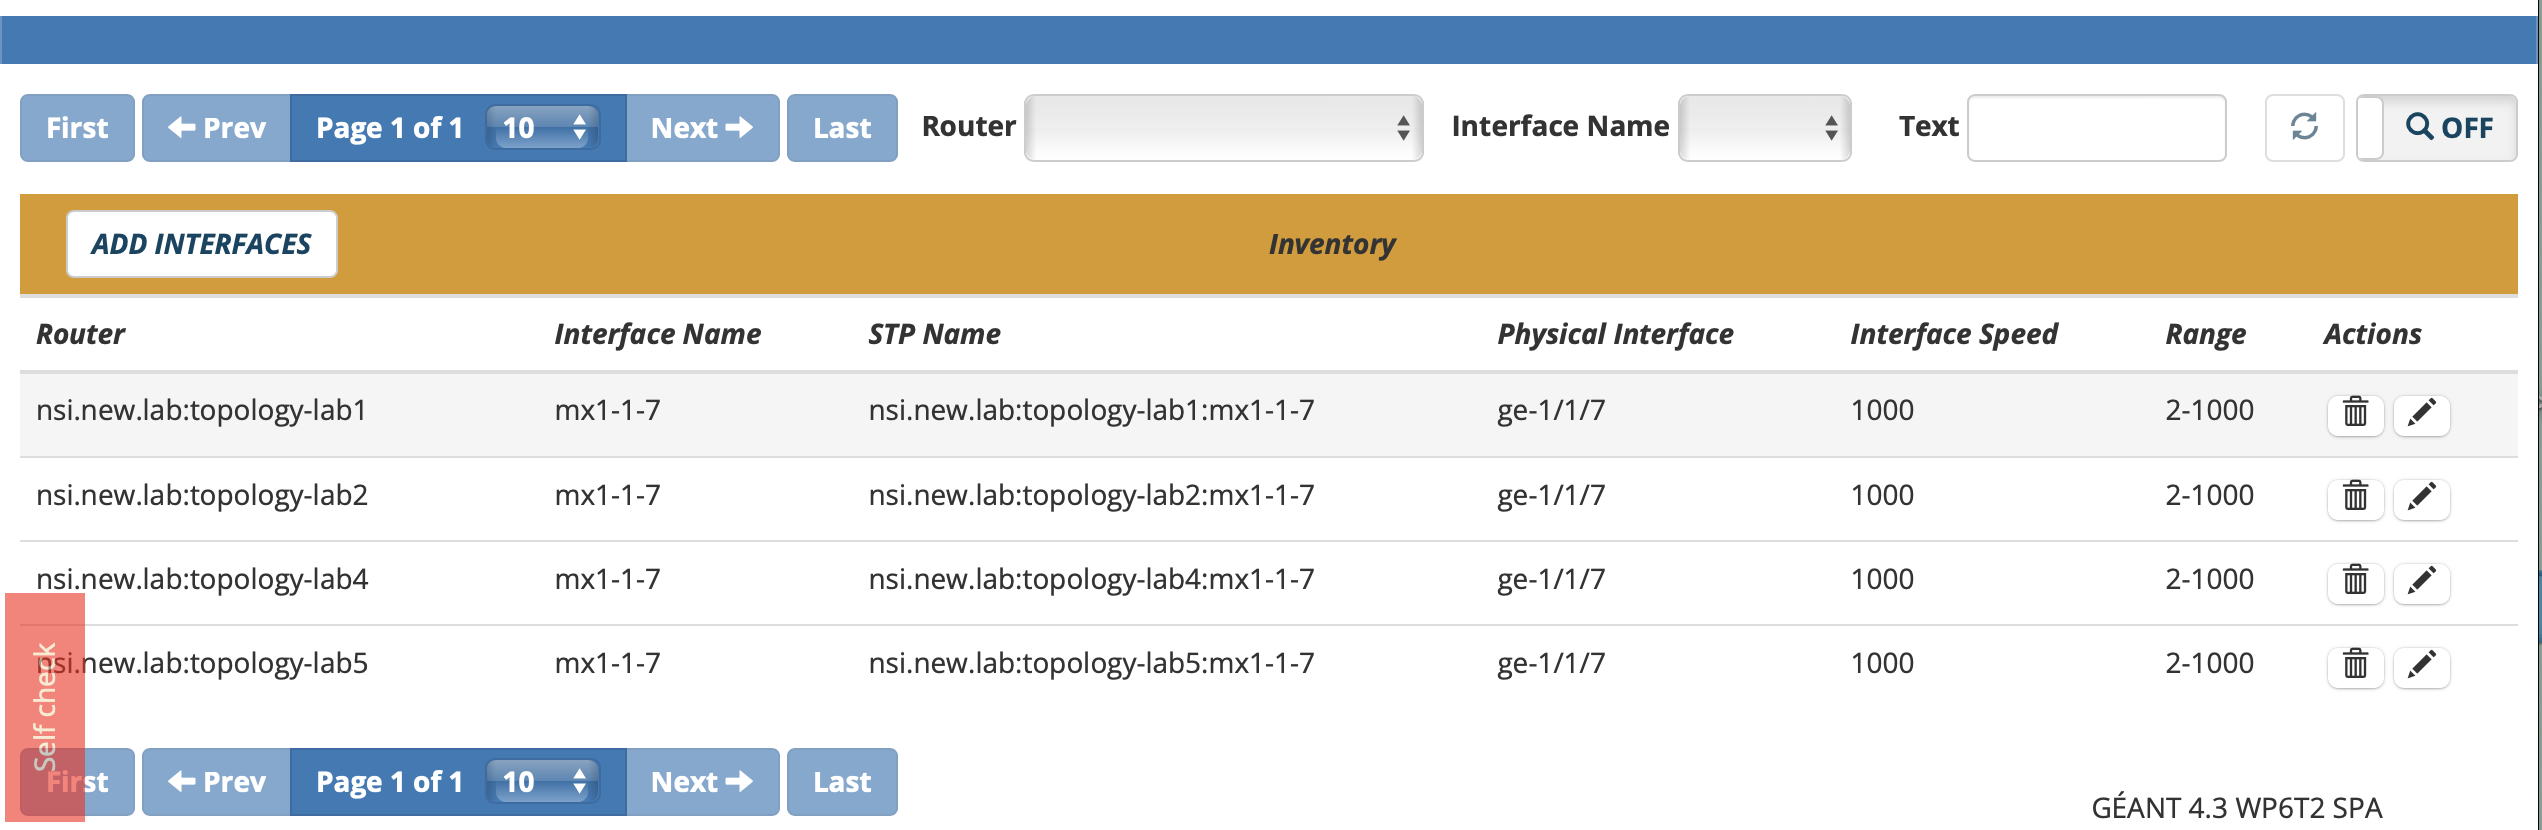 First Prev Page 1 of 1 10 Next Last Router Interface Name Text OFF
ADD INTERFACES Inventory
Router Interface Name STP Name Physical Interface Interface Speed Range Actions
nsi.new.lab:topology-lab1 mx1-1-7 nsi.new.lab:topology-lab1:mx1-1-7 ge-1/1/7 1000 2-1000
nsi.new.lab:topology-lab2 mx1-1-7 nsi.new.lab:topology-lab2:mx1-1-7 ge-1/1/7 1000 2-1000
nsi.new.lab:topology-lab4 mx1-1-7 nsi.new.lab:topology-lab4:mx1-1-7 ge-1/1/7 1000 2-1000
nsi.new.lab:topology-lab5 mx1-1-7 nsi.new.lab:topology-lab5:mx1-1-7 ge-1/1/7 1000 2-1000
Self check
First Prev Page 1 of 1 10 Next Last
GÉANT 4.3 WP6T2 SPA